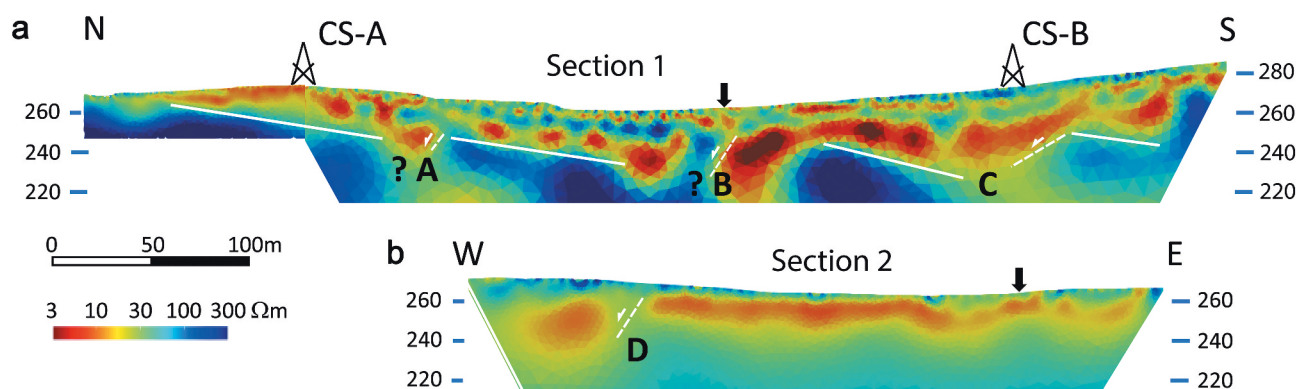 a N CS-A Section 1 CS-B S
260 280
240 260
220 240
220
? A ? B C
0 50 100m
3 10 30 100 300 Ωm
b W Section 2 E
260 260
240 240
220 220
D